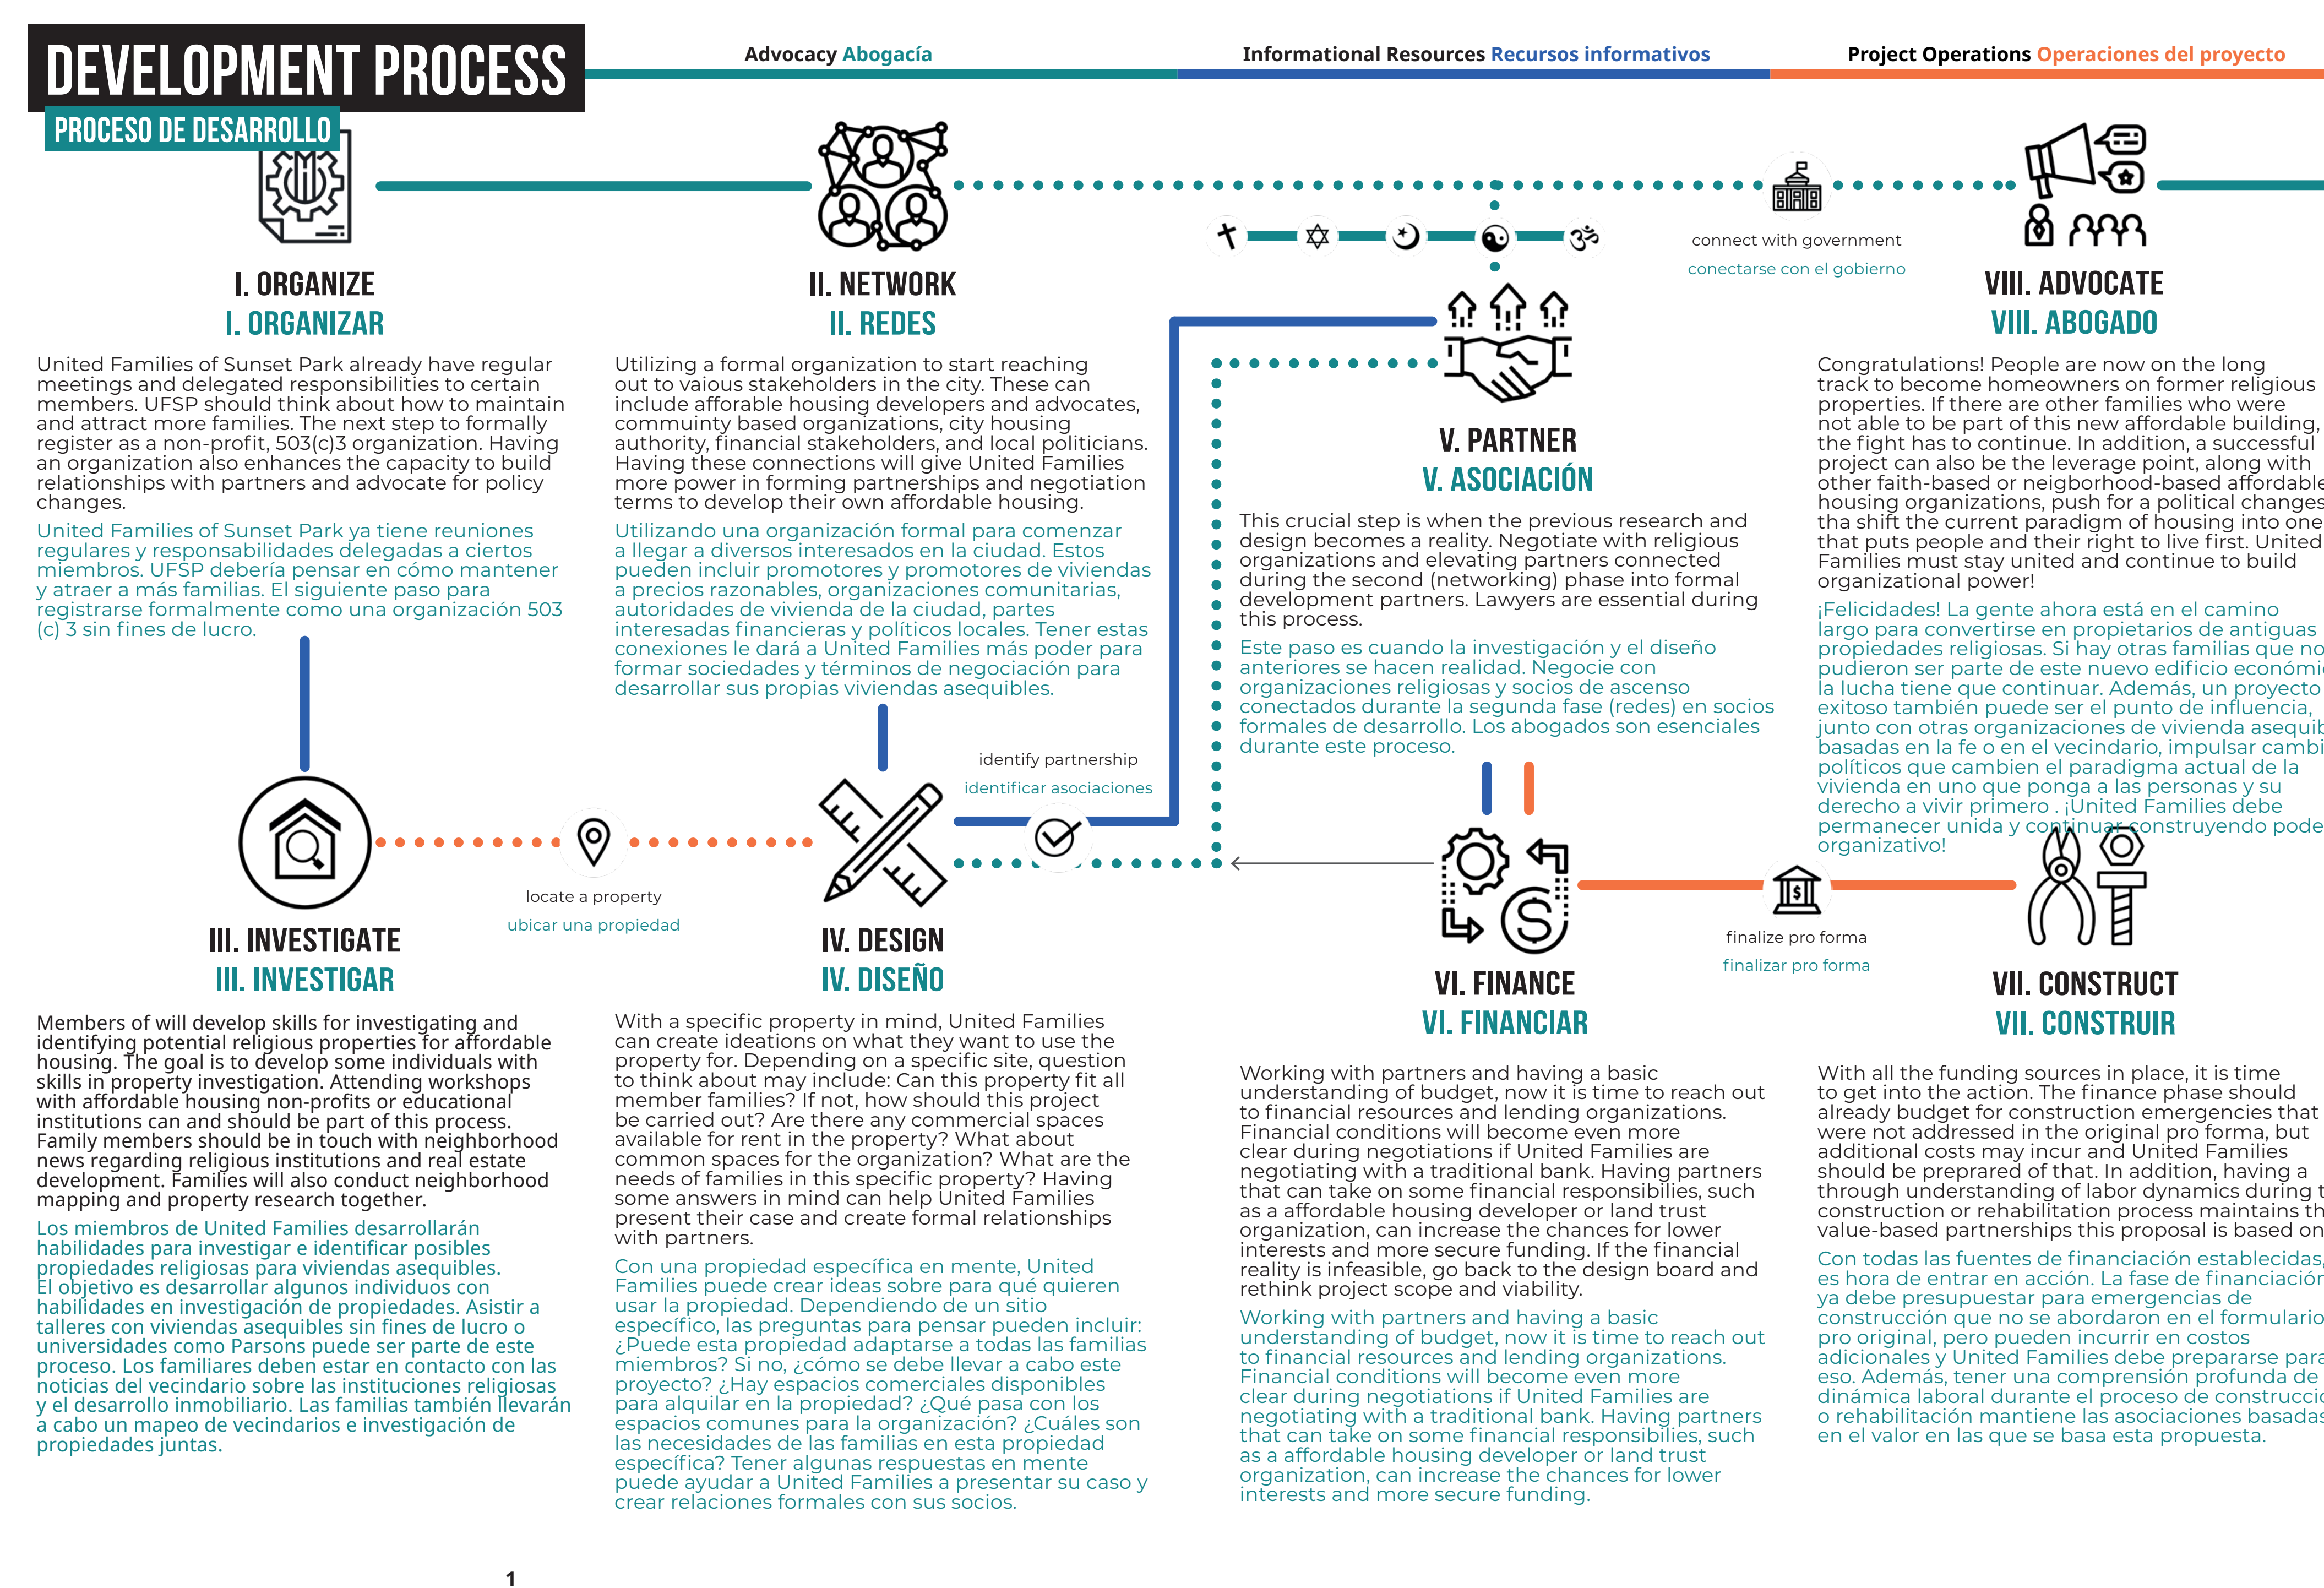 DEVELOPMENT PROCESS
PROCESO DE DESARROLLO
Advocacy Abogacía
Informational Resources Recursos informativos
Project Operations Operaciones del proyecto
I. ORGANIZE
I. ORGANIZAR
United Families of Sunset Park already have regular
meetings and delegated responsibilities to certain
members. UFSP should think about how to maintain
and attract more families. The next step to formally
register as a non-profit, 503(c)3 organization. Having
an organization also enhances the capacity to build
relationships with partners and advocate for policy
changes.
United Families of Sunset Park ya tiene reuniones
regulares y responsabilidades delegadas a ciertos
miembros. UFSP debería pensar en cómo mantener
y atraer a más familias. El siguiente paso para
registrarse formalmente como una organización 503
(c) 3 sin fines de lucro.
II. NETWORK
II. REDES
Utilizing a formal organization to start reaching
out to vaious stakeholders in the city. These can
include afforable housing developers and advocates,
commuinty based organizations, city housing
authority, financial stakeholders, and local politicians.
Having these connections will give United Families
more power in forming partnerships and negotiation
terms to develop their own affordable housing.
Utilizando una organización formal para comenzar
a llegar a diversos interesados en la ciudad. Estos
pueden incluir promotores y promotores de viviendas
a precios razonables, organizaciones comunitarias,
autoridades de vivienda de la ciudad, partes
interesadas financieras y políticos locales. Tener estas
conexiones le dará a United Families más poder para
formar sociedades y términos de negociación para
desarrollar sus propias viviendas asequibles.
connect with government
conectarse con el gobierno
V. PARTNER
V. ASOCIACIÓN
This crucial step is when the previous research and
design becomes a reality. Negotiate with religious
organizations and elevating partners connected
during the second (networking) phase into formal
development partners. Lawyers are essential during
this process.
Este paso es cuando la investigación y el diseño
anteriores se hacen realidad. Negocie con
organizaciones religiosas y socios de ascenso
conectados durante la segunda fase (redes) en socios
formales de desarrollo. Los abogados son esenciales
durante este proceso.
VIII. ADVOCATE
VIII. ABOGADO
Congratulations! People are now on the long
track to become homeowners on former religious
properties. If there are other families who were
not able to be part of this new affordable building,
the fight has to continue. In addition, a successful
project can also be the leverage point, along with
other faith-based or neigborhood-based affordable
housing organizations, push for a political changes
tha shift the current paradigm of housing into one
that puts people and their right to live first. United
Families must stay united and continue to build
organizational power!
¡Felicidades! La gente ahora está en el camino
largo para convertirse en propietarios de antiguas
propiedades religiosas. Si hay otras familias que no
pudieron ser parte de este nuevo edificio económi
la lucha tiene que continuar. Además, un proyecto
exitoso también puede ser el punto de influencia,
junto con otras organizaciones de vivienda asequib
basadas en la fe o en el vecindario, impulsar cambi
políticos que cambien el paradigma actual de la
vivienda en uno que ponga a las personas y su
derecho a vivir primero . ¡United Families debe
permanecer unida y continuar construyendo pode
organizativo!
identify partnership
identificar asociaciones
locate a property
ubicar una propiedad
finalize pro forma
finalizar pro forma
III. INVESTIGATE
III. INVESTIGAR
Members of will develop skills for investigating and
identifying potential religious properties for affordable
housing. The goal is to develop some individuals with
skills in property investigation. Attending workshops
with affordable housing non-profits or educational
institutions can and should be part of this process.
Family members should be in touch with neighborhood
news regarding religious institutions and real estate
development. Families will also conduct neighborhood
mapping and property research together.
Los miembros de United Families desarrollarán
habilidades para investigar e identificar posibles
propiedades religiosas para viviendas asequibles.
El objetivo es desarrollar algunos individuos con
habilidades en investigación de propiedades. Asistir a
talleres con viviendas asequibles sin fines de lucro o
universidades como Parsons puede ser parte de este
proceso. Los familiares deben estar en contacto con las
noticias del vecindario sobre las instituciones religiosas
y el desarrollo inmobiliario. Las familias también llevarán
a cabo un mapeo de vecindarios e investigación de
propiedades juntas.
IV. DESIGN
IV. DISEÑO
With a specific property in mind, United Families
can create ideations on what they want to use the
property for. Depending on a specific site, question
to think about may include: Can this property fit all
member families? If not, how should this project
be carried out? Are there any commercial spaces
available for rent in the property? What about
common spaces for the organization? What are the
needs of families in this specific property? Having
some answers in mind can help United Families
present their case and create formal relationships
with partners.
Con una propiedad específica en mente, United
Families puede crear ideas sobre para qué quieren
usar la propiedad. Dependiendo de un sitio
específico, las preguntas para pensar pueden incluir:
¿Puede esta propiedad adaptarse a todas las familias
miembros? Si no, ¿cómo se debe llevar a cabo este
proyecto? ¿Hay espacios comerciales disponibles
para alquilar en la propiedad? ¿Qué pasa con los
espacios comunes para la organización? ¿Cuáles son
las necesidades de las familias en esta propiedad
específica? Tener algunas respuestas en mente
puede ayudar a United Families a presentar su caso y
crear relaciones formales con sus socios.
VI. FINANCE
VI. FINANCIAR
Working with partners and having a basic
understanding of budget, now it is time to reach out
to financial resources and lending organizations.
Financial conditions will become even more
clear during negotiations if United Families are
negotiating with a traditional bank. Having partners
that can take on some financial responsibilies, such
as a affordable housing developer or land trust
organization, can increase the chances for lower
interests and more secure funding. If the financial
reality is infeasible, go back to the design board and
rethink project scope and viability.
Working with partners and having a basic
understanding of budget, now it is time to reach out
to financial resources and lending organizations.
Financial conditions will become even more
clear during negotiations if United Families are
negotiating with a traditional bank. Having partners
that can take on some financial responsibilies, such
as a affordable housing developer or land trust
organization, can increase the chances for lower
interests and more secure funding.
VII. CONSTRUCT
VII. CONSTRUIR
With all the funding sources in place, it is time
to get into the action. The finance phase should
already budget for construction emergencies that
were not addressed in the original pro forma, but
additional costs may incur and United Families
should be preprared of that. In addition, having a
through understanding of labor dynamics during t
construction or rehabilitation process maintains th
value-based partnerships this proposal is based on
Con todas las fuentes de financiación establecidas,
es hora de entrar en acción. La fase de financiación
ya debe presupuestar para emergencias de
construcción que no se abordaron en el formulario
pro original, pero pueden incurrir en costos
adicionales y United Families debe prepararse para
eso. Además, tener una comprensión profunda de
dinámica laboral durante el proceso de construcci
o rehabilitación mantiene las asociaciones basadas
en el valor en las que se basa esta propuesta.
1